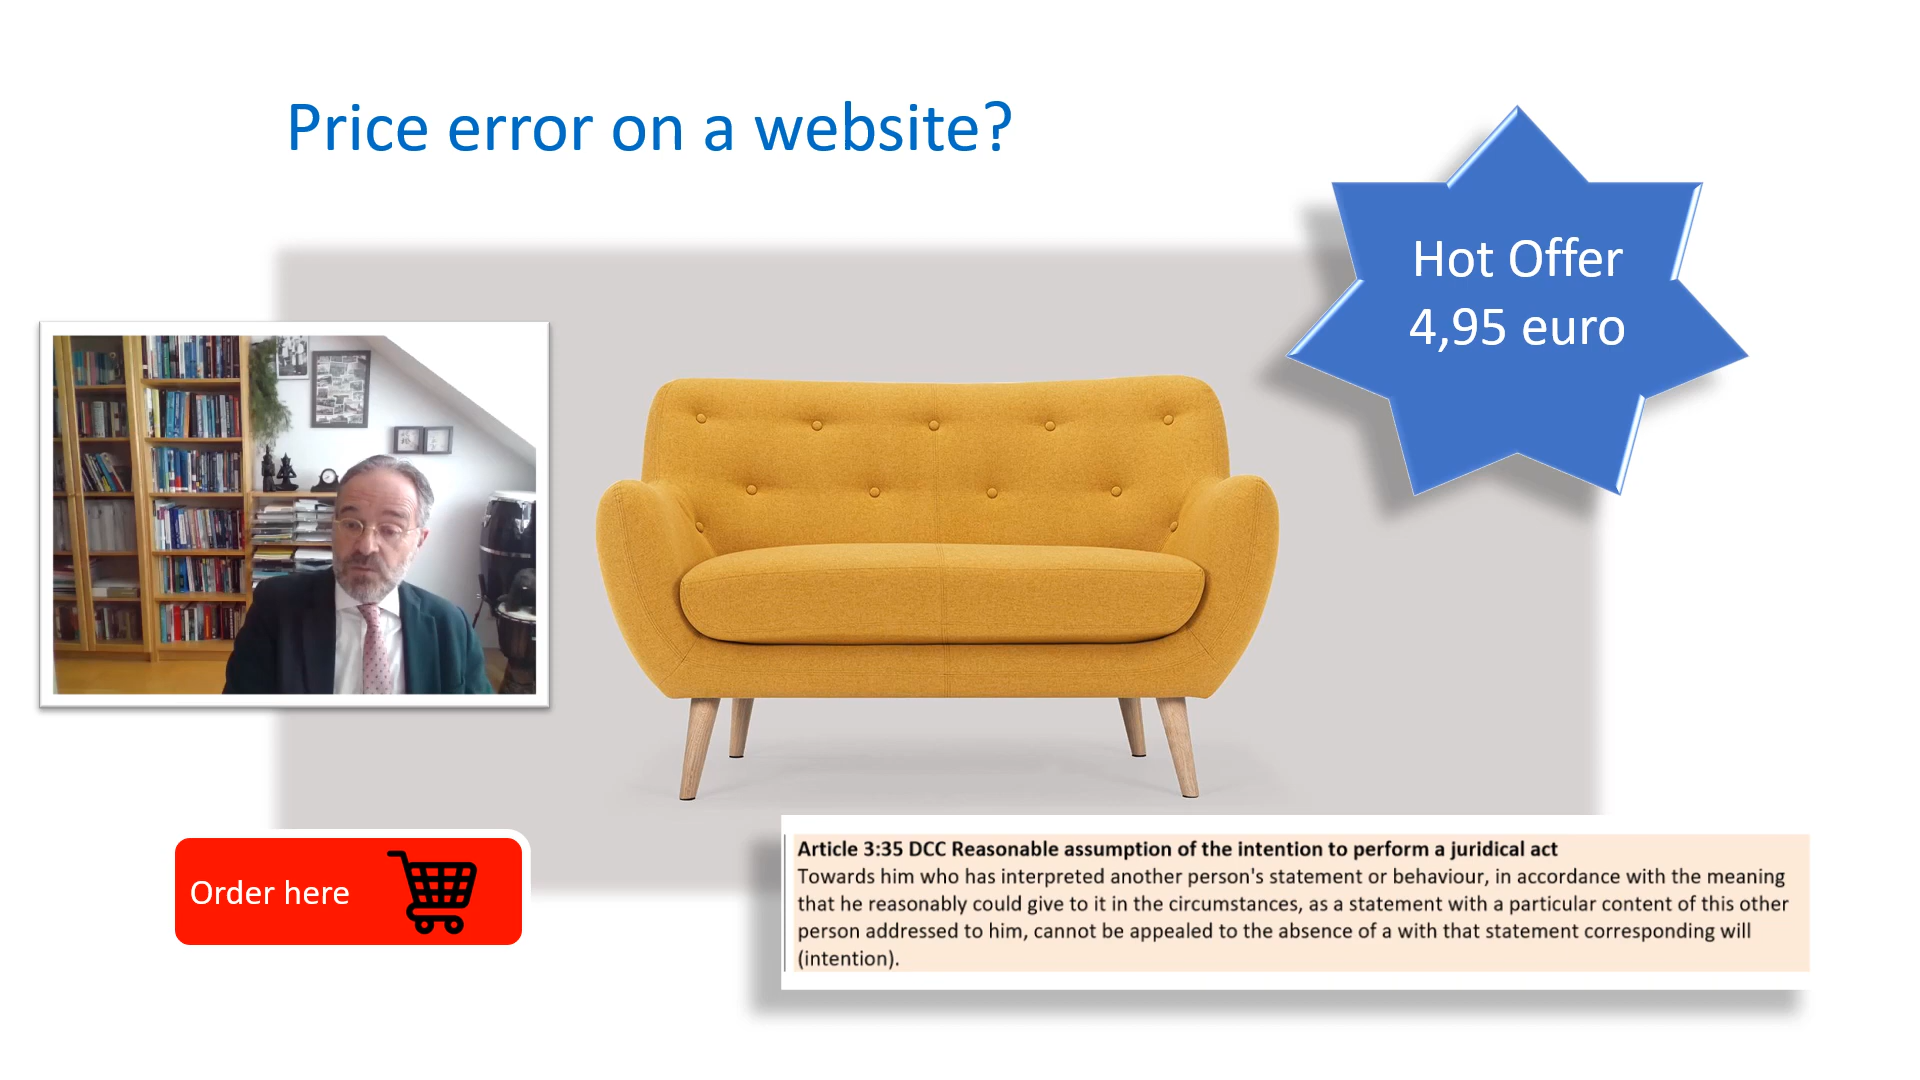 Price error on a website?
Hot Offer
4,95 euro
Order here
Article 3:35 DCC Reasonable assumption of the intention to perform a juridical act
Towards him who has interpreted another person's statement or behaviour, in accordance with the meaning
that he reasonably could give to it in the circumstances, as a statement with a particular content of this other
person addressed to him, cannot be appealed to the absence of a with that statement corresponding will
(intention).